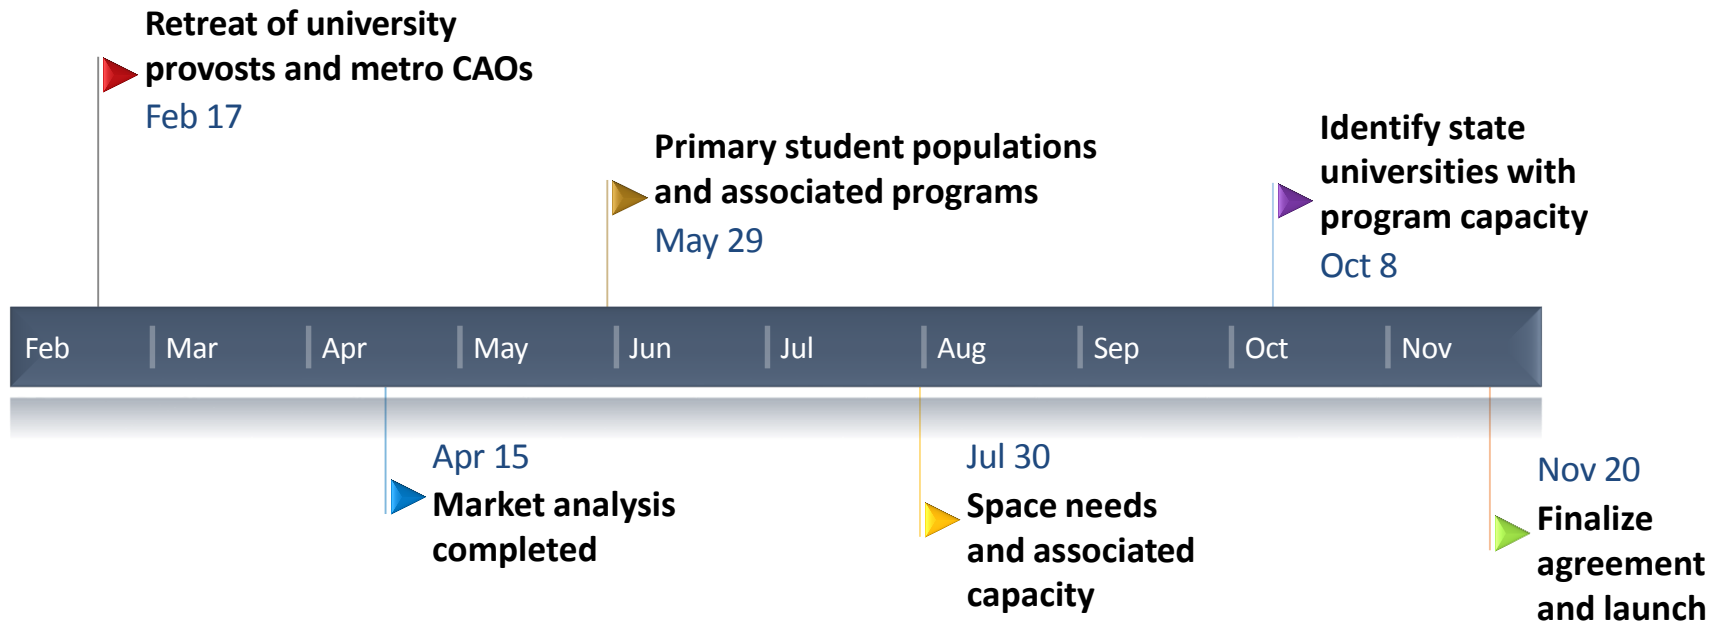 Retreat of university
provosts and metro CAOs
Feb 17
Primary student populations
and associated programs
May 29
Identify state
universities with
program capacity
Oct 8
Feb Mar Apr May Jun Jul Aug Sep Oct Nov
Apr 15
Market analysis
completed
Jul 30
Space needs
and associated
capacity
Nov 20
Finalize
agreement
and launch